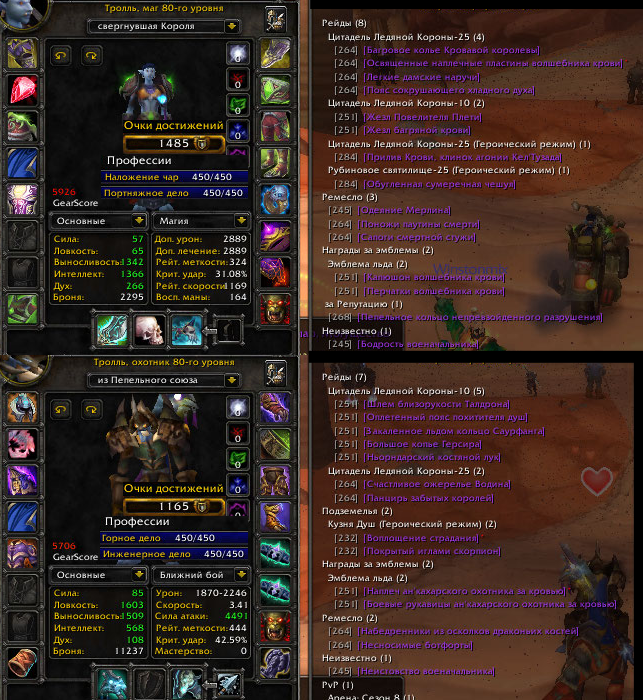 Тролль, маг 80-го уровня
свергнувшая Короля
Очки достижений
1485
Профессии
Наложение чар 450/450
Портняжное дело 450/450
5926
GearScore
Основные
Магия
Сила: 57
Ловкость: 65
Выносливость: 1342
Интеллект: 1366
Дух: 266
Броня: 2295
Доп. урон: 2889
Доп. лечение: 2889
Рейт. меткости: 324
Крит. удар: 31.08%
Рейт. скорости 1169
Восп. маны: 164
Рейды (8)
Цитадель Ледяной Короны-25 (4)
[264] [Багровое колье Кровавой королевы]
[264] [Освященные наплечные пластины волшебника крови]
[264] [Легкие дамские наручи]
[264] [Пояс сокрушающего хладного духа]
Цитадель Ледяной Короны-10 (2)
[251] [Жезл Повелителя Плети]
[251] [Жезл багряной крови]
Цитадель Ледяной Короны-25 (Героический режим) (1)
[284] [Прилив Крови, клинок агонии Кел'Тузада]
Рубиновое святилище-25 (Героический режим) (1)
[284] [Обугленная сумеречная чешуя]
Ремесло (3)
[245] [Одеяние Мерлина]
[264] [Поножи паутины смерти]
[264] [Сапоги смертной стужи]
Награды за эмблемы (2)
Эмблема льда (2)
[251] [Капюшон волшебника крови]
[251] [Перчатки волшебника крови]
за Репутацию (1)
[268] [Пепельное кольцо непревзойденного разрушения]
Неизвестно (1)
[245] [Бодрость военачальника]
Тролль, охотник 80-го уровня
из Пепельного союза
Очки достижений
1165
Профессии
Горное дело 450/450
Инженерное дело 450/450
5706
GearScore
Основные
Ближний бой
Сила: 85
Ловкость: 1603
Выносливость: 1509
Интеллект: 568
Дух: 108
Броня: 11237
Урон: 1870-2246
Скорость: 3.41
Сила атаки: 4491
Рейт. меткости: 444
Крит. удар: 42.59%
Мастерство: 0
Рейды (7)
Цитадель Ледяной Короны-10 (5)
[251] [Шлем близорукости Талдрона]
[251] [Оплетенный пояс похитителя душ]
[251] [Закаленное льдом кольцо Саурфанга]
[251] [Большое копье Герсира]
[251] [Ньорндарский костяной лук]
Цитадель Ледяной Короны-25 (2)
[264] [Счастливое ожерелье Водина]
[264] [Панцирь забытых королей]
Подземелья (2)
Кузня Душ (Героический режим) (2)
[232] [Воплощение страдания]
[232] [Покрытый иглами скорпион]
Награды за эмблемы (2)
Эмблема льда (2)
[251] [Наплеч ан'кахарского охотника за кровью]
[251] [Боевые рукавицы ан'кахарского охотника за кровью]
Ремесло (2)
[264] [Набедренники из осколков драконьих костей]
[264] [Несносимые ботфорты]
Неизвестно (1)
[245] [Неистовство военачальника]
PvP (1)
Арена: Сезон 8 (1)